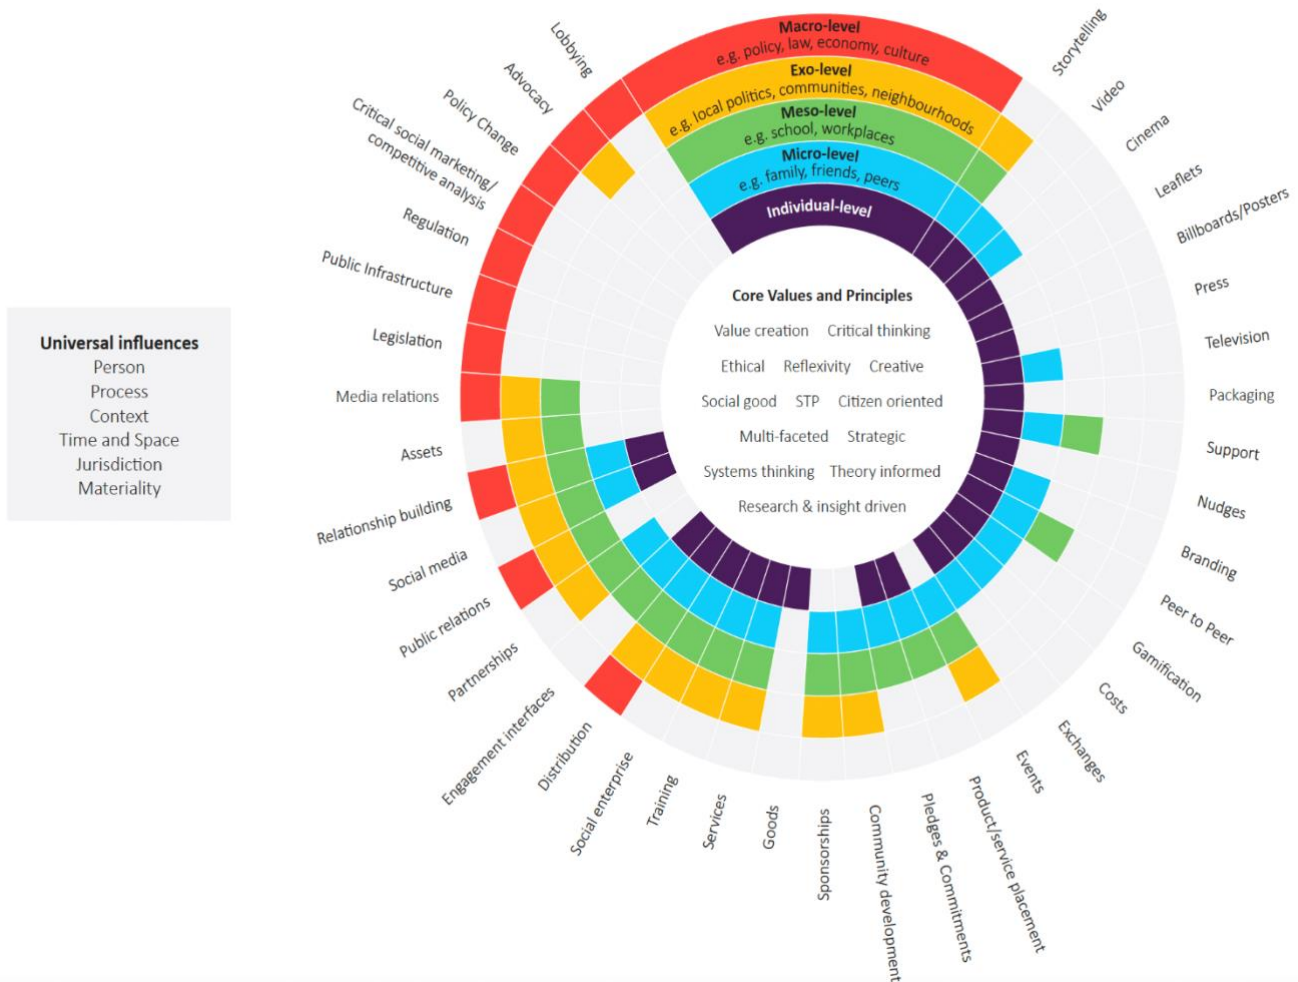 Macro-level
e.g. policy, law, economy, culture
Exo-level
e.g. local politics, communities, neighbourhoods
Meso-level
e.g. school, workplaces
Micro-level
e.g. family, friends, peers
Individual-level
Core Values and Principles
Value creation Critical thinking
Ethical Reflexivity Creative
Social good STP Citizen oriented
Multi-faceted Strategic
Systems thinking Theory informed
Research & insight driven
Universal influences
Person
Process
Context
Time and Space
Jurisdiction
Materiality
Storytelling
Video
Cinema
Leaflets
Billboards/Posters
Press
Television
Packaging
Support
Nudges
Branding
Peer to Peer
Gamification
Costs
Exchanges
Events
Product/service placement
Pledges & Commitments
Community development
Sponsorships
Goods
Services
Training
Social enterprise
Distribution
Engagement interfaces
Partnerships
Public relations
Social media
Relationship building
Assets
Media relations
Legislation
Public Infrastructure
Regulation
Critical social marketing/
competitive analysis
Policy Change
Advocacy
Lobbying